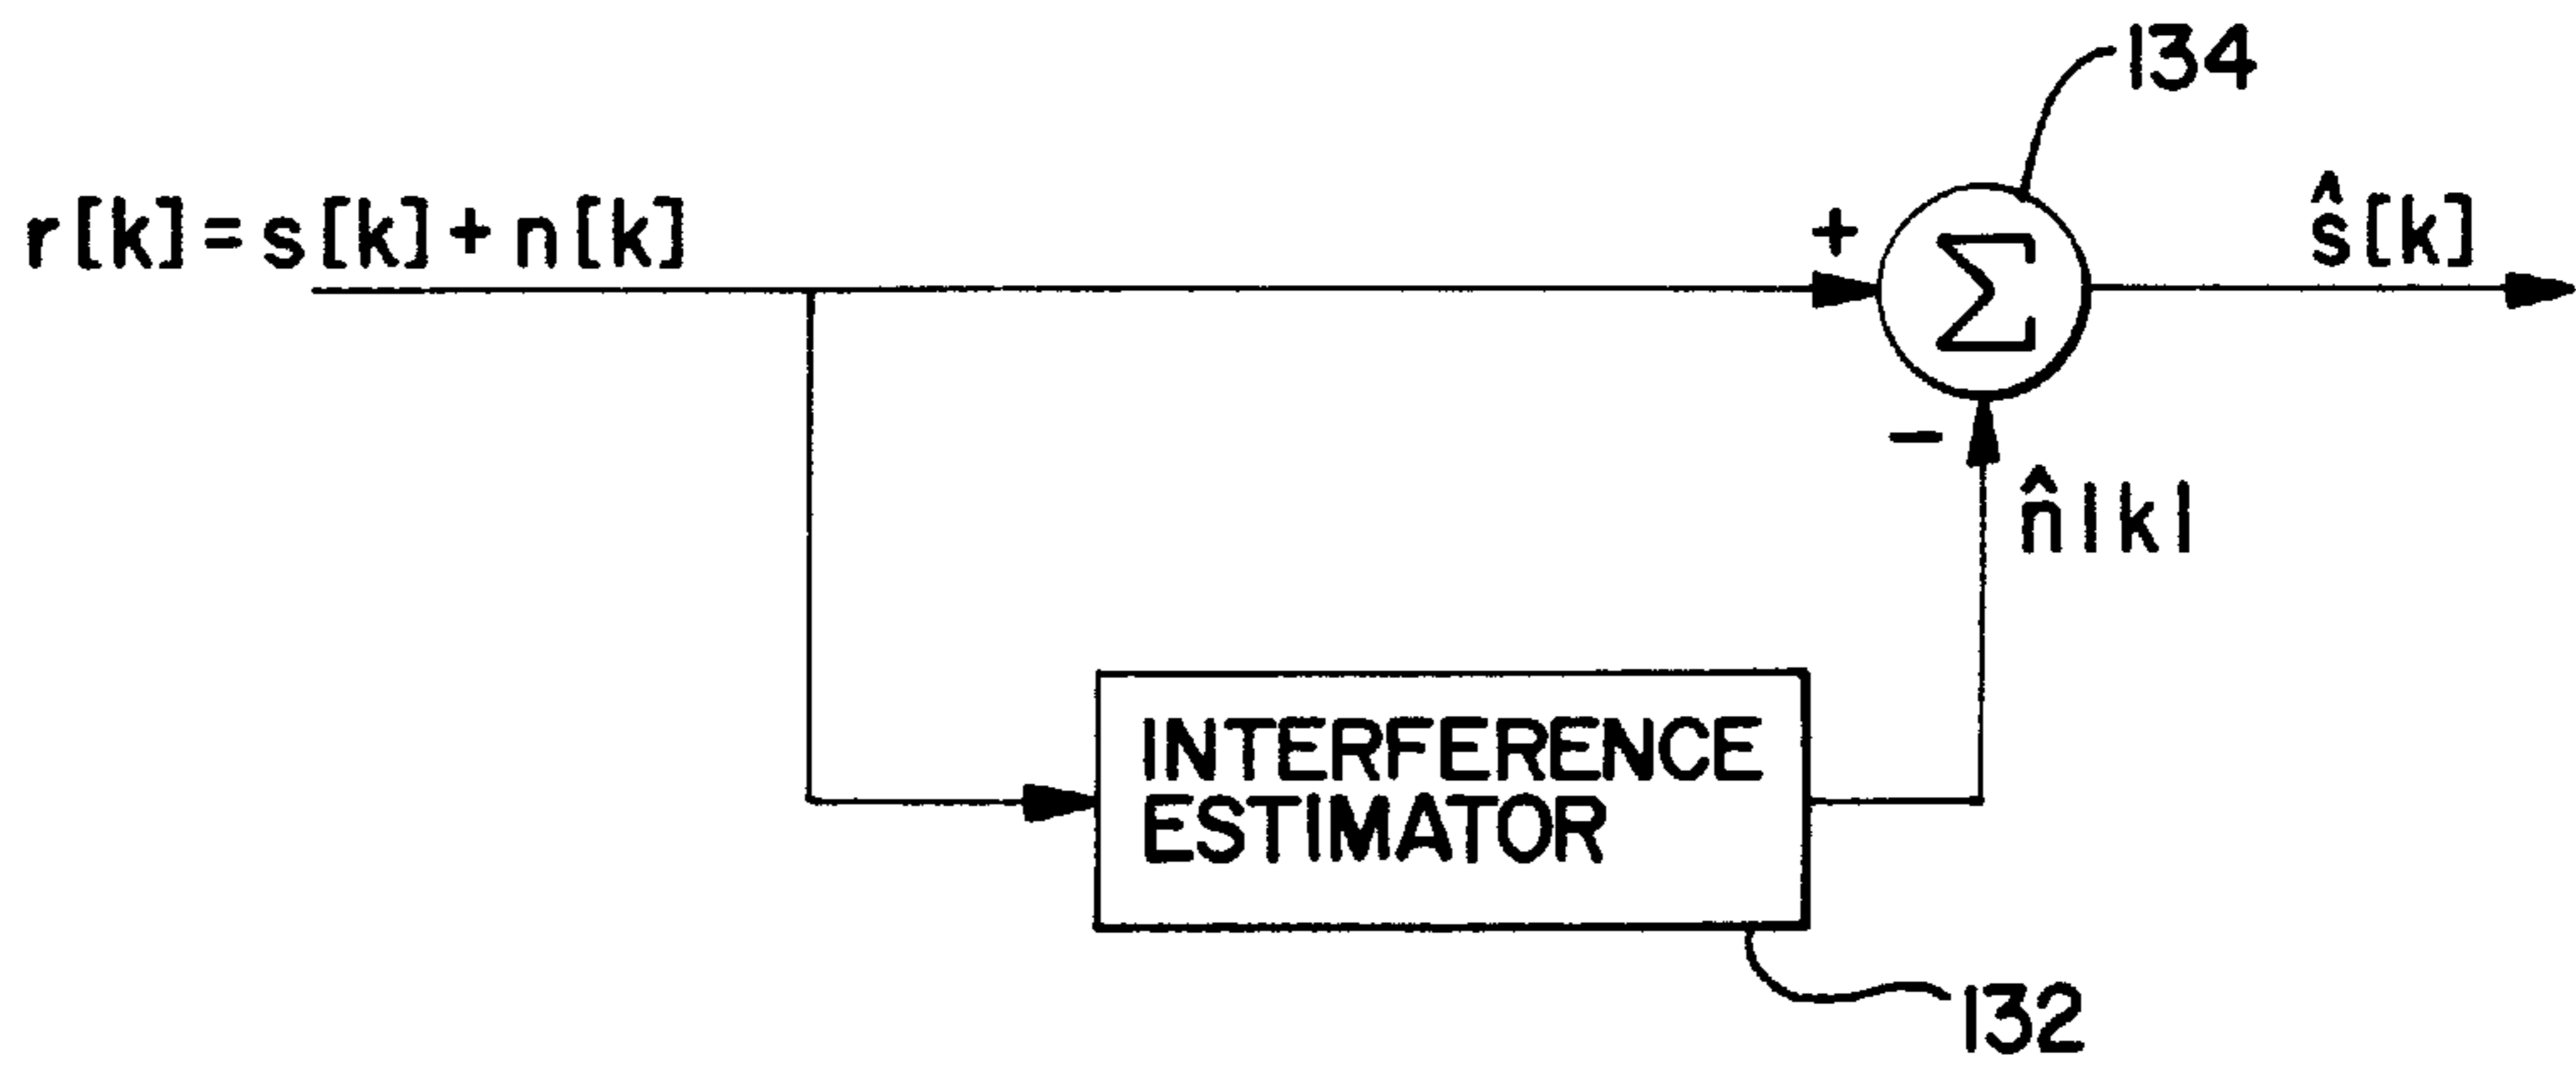 134
r[k]=s[k]+n[k]
+
Σ
ŝ[k]
−
n̂|k|
INTERFERENCE
ESTIMATOR
132